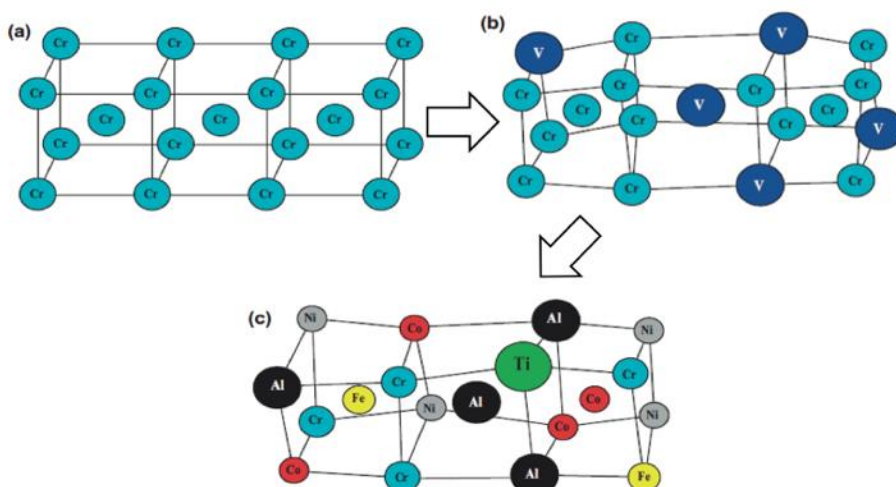 (a)
Cr Cr Cr Cr
Cr Cr Cr Cr
Cr Cr Cr
Cr Cr Cr Cr
Cr Cr Cr Cr
(b)
V Cr V Cr
Cr Cr Cr Cr
Cr V Cr
Cr Cr Cr V
Cr Cr V Cr
(c)
Ni Co Al Ni
Al Cr Ti Cr
Fe Al Co
Cr Ni Co Ni
Co Cr Al Fe